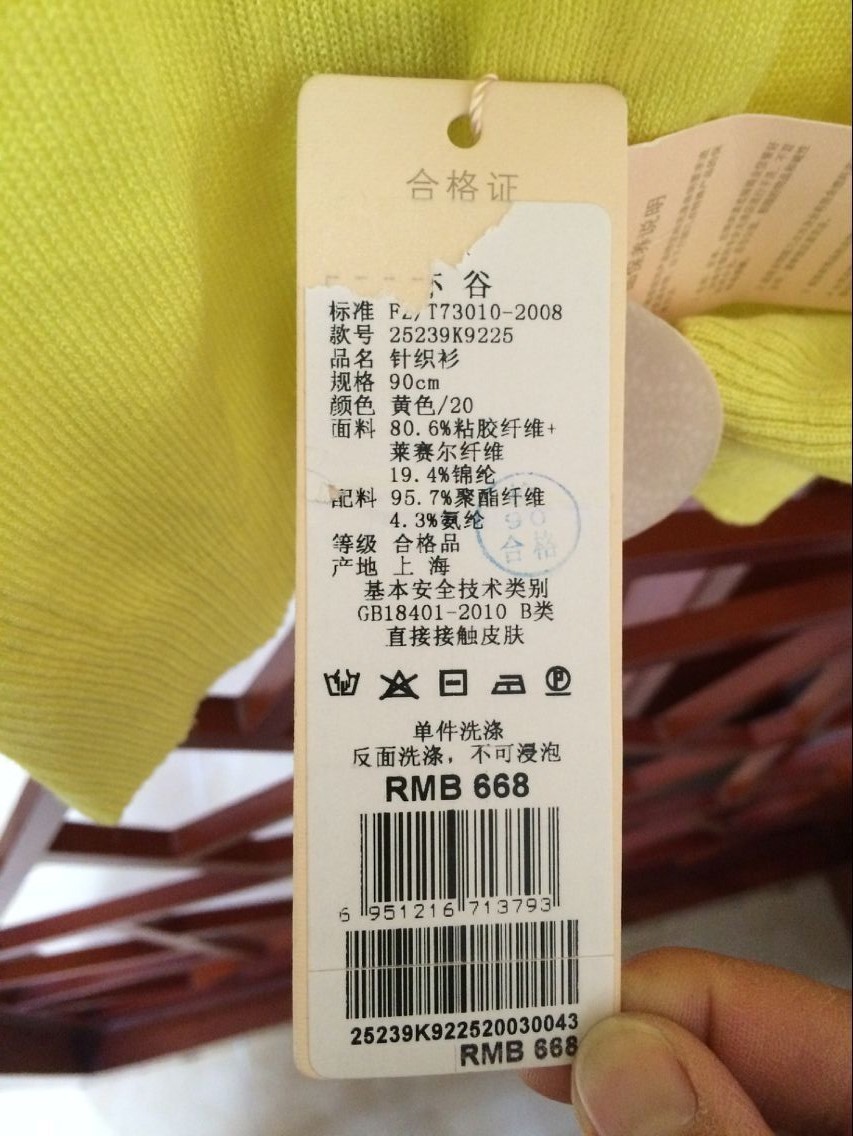 合格证
谷
标准 FZ/T73010-2008
款号 25239K9225
品名 针织衫
规格 90cm
颜色 黄色/20
面料 80.6%粘胶纤维+
莱赛尔纤维
19.4%锦纶
配料 95.7%聚酯纤维
4.3%氨纶
90
合格
等级 合格品
产地 上 海
基本安全技术类别
GB18401-2010 B类
直接接触皮肤
单件洗涤
反面洗涤，不可浸泡
RMB 668
6 951216 713793
25239K922520030043
RMB 668